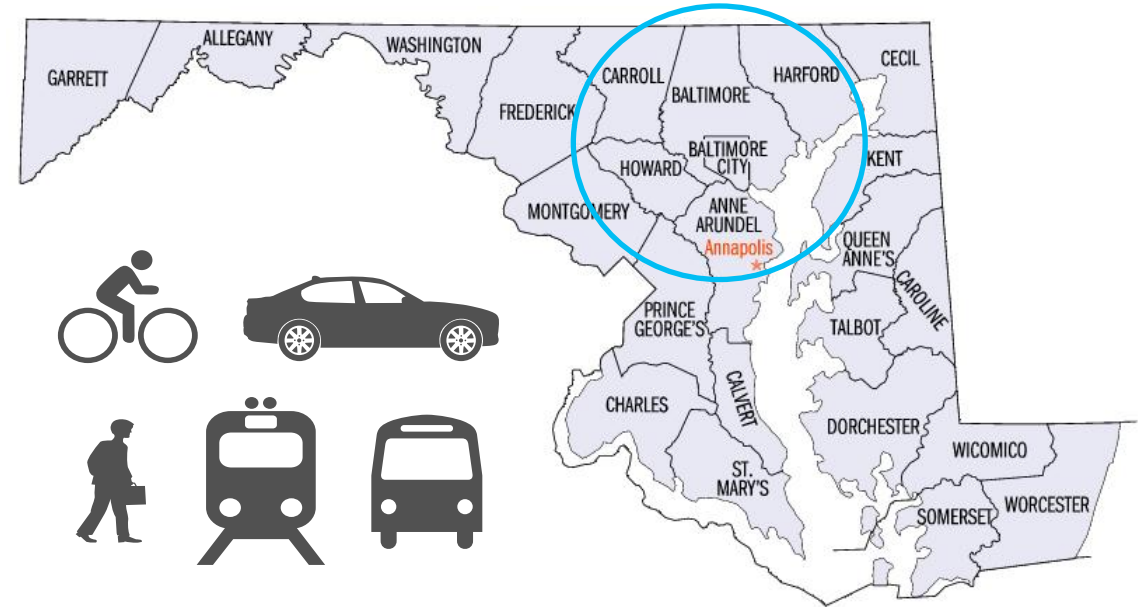 GARRETT
ALLEGANY
WASHINGTON
FREDERICK
CARROLL
BALTIMORE
HARFORD
CECIL
BALTIMORE
CITY
HOWARD
KENT
MONTGOMERY
ANNE
ARUNDEL
Annapolis
QUEEN
ANNE'S
CAROLINE
PRINCE
GEORGE'S
TALBOT
CALVERT
CHARLES
DORCHESTER
WICOMICO
ST.
MARY'S
SOMERSET
WORCESTER